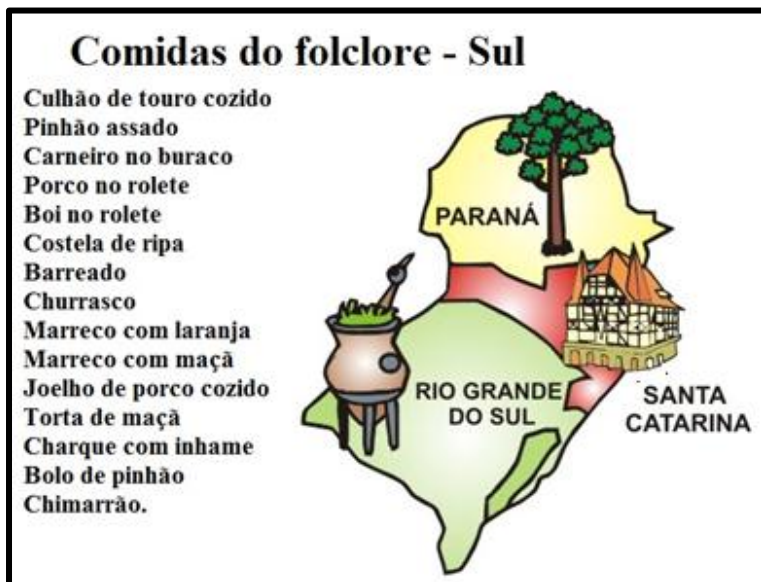 Comidas do folclore - Sul
Culhão de touro cozido
Pinhão assado
Carneiro no buraco
Porco no rolete
Boi no rolete
Costela de ripa
Barreado
Churrasco
Marreco com laranja
Marreco com maçã
Joelho de porco cozido
Torta de maçã
Charque com inhame
Bolo de pinhão
Chimarrão.
PARANÁ
RIO GRANDE
DO SUL
SANTA
CATARINA